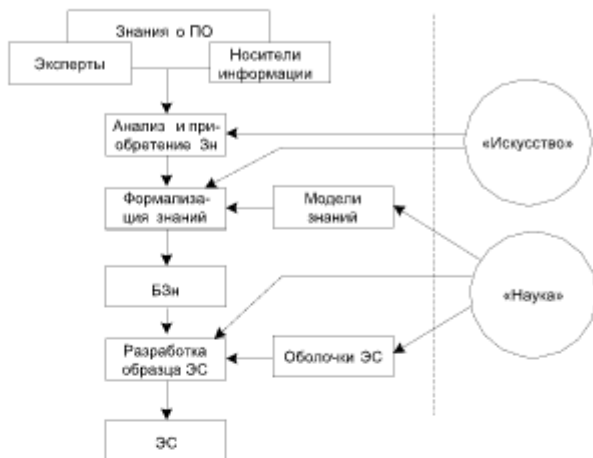 Знания о ПО
Эксперты
Носители
информации
Анализ и при-
обретение Зн
«Искусство»
Формализа-
ция знаний
Модели
знаний
БЗн
«Наука»
Разработка
образца ЭС
Оболочки ЭС
ЭС